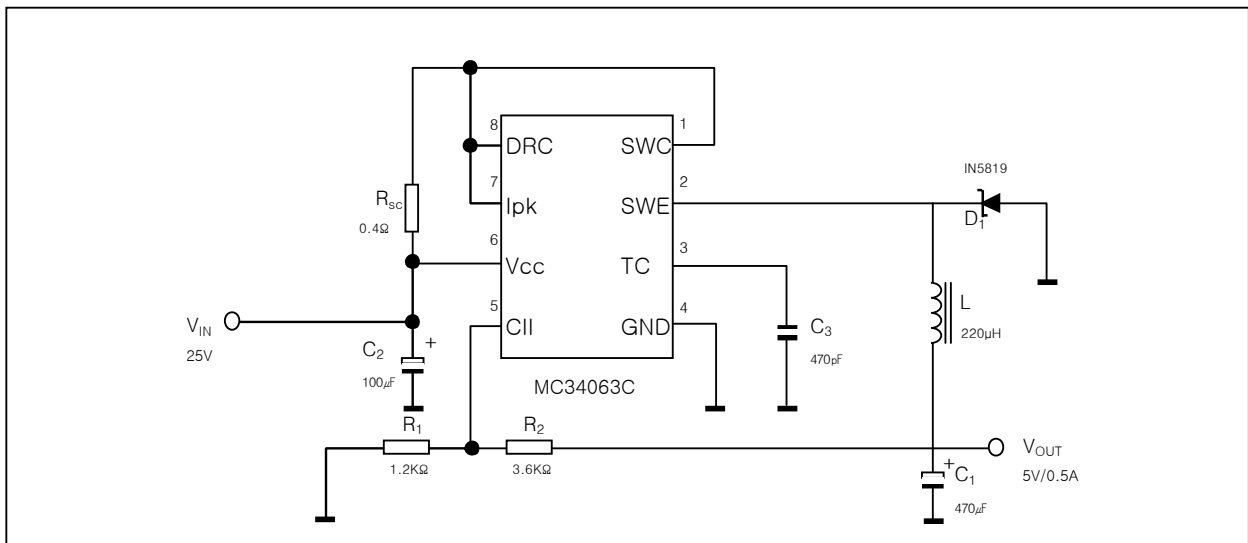 8
DRC
SWC
1
7
Ipk
SWE
2
IN5819
D1
Rsc
0.4Ω
6
Vcc
TC
3
5
CII
GND
4
VIN
25V
C2
+
100㎌
C3
470pF
L
220μH
MC34063C
R1
1.2KΩ
R2
3.6KΩ
VOUT
5V/0.5A
+
C1
470㎌